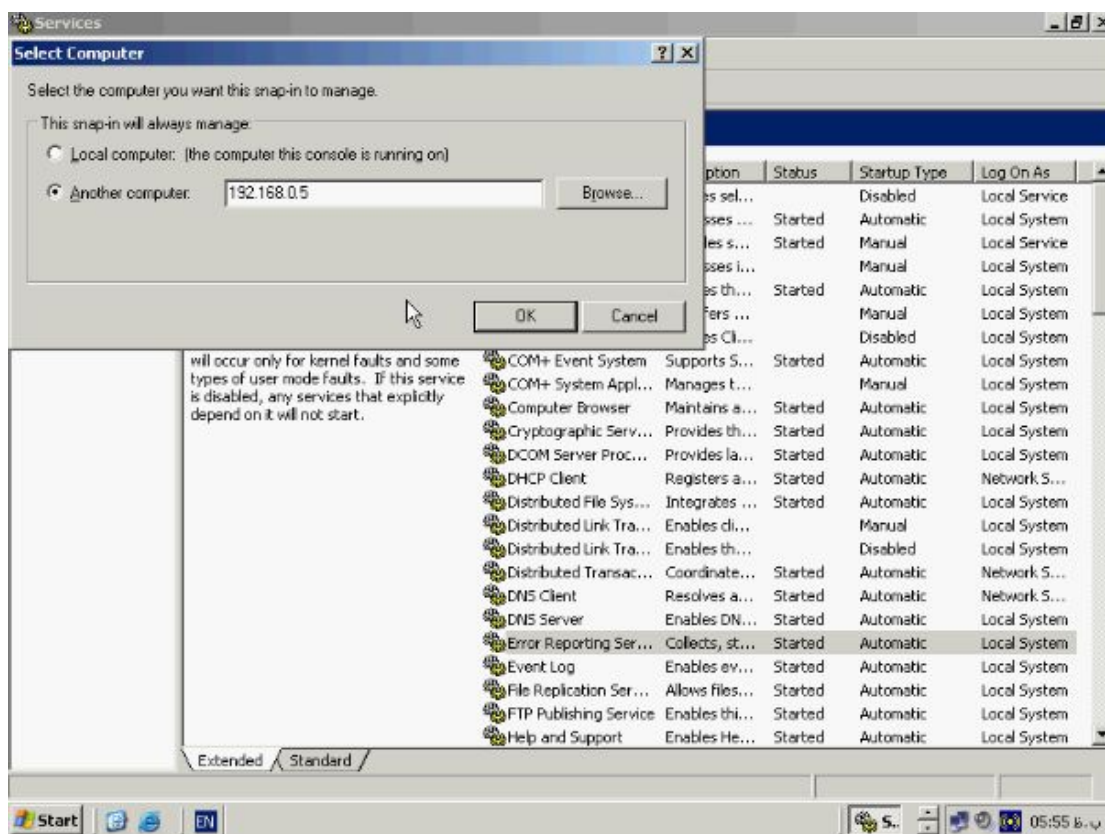 Services
Select Computer
Select the computer you want this snap-in to manage.
This snap-in will always manage:
Local computer: (the computer this console is running on)
Another computer: 192.168.0.5 Browse...
OK Cancel
ption Status Startup Type Log On As
es sel... Disabled Local Service
sses ... Started Automatic Local System
les s... Started Manual Local Service
sses i... Manual Local System
es th... Started Automatic Local System
fers ... Manual Local System
es Cli... Disabled Local System
will occur only for kernel faults and some
types of user mode faults. If this service
is disabled, any services that explicitly
depend on it will not start.
COM+ Event System Supports S... Started Automatic Local System
COM+ System Appl... Manages t... Manual Local System
Computer Browser Maintains a... Started Automatic Local System
Cryptographic Serv... Provides th... Started Automatic Local System
DCOM Server Proc... Provides la... Started Automatic Local System
DHCP Client Registers a... Started Automatic Network S...
Distributed File Sys... Integrates ... Started Automatic Local System
Distributed Link Tra... Enables cli... Manual Local System
Distributed Link Tra... Enables th... Disabled Local System
Distributed Transac... Coordinate... Started Automatic Network S...
DNS Client Resolves a... Started Automatic Network S...
DNS Server Enables DN... Started Automatic Local System
Error Reporting Ser... Collects, st... Started Automatic Local System
Event Log Enables ev... Started Automatic Local System
File Replication Ser... Allows files... Started Automatic Local System
FTP Publishing Service Enables thi... Started Automatic Local System
Help and Support Enables He... Started Automatic Local System
Extended Standard
Start EN S.. 05:55 ب.ظ